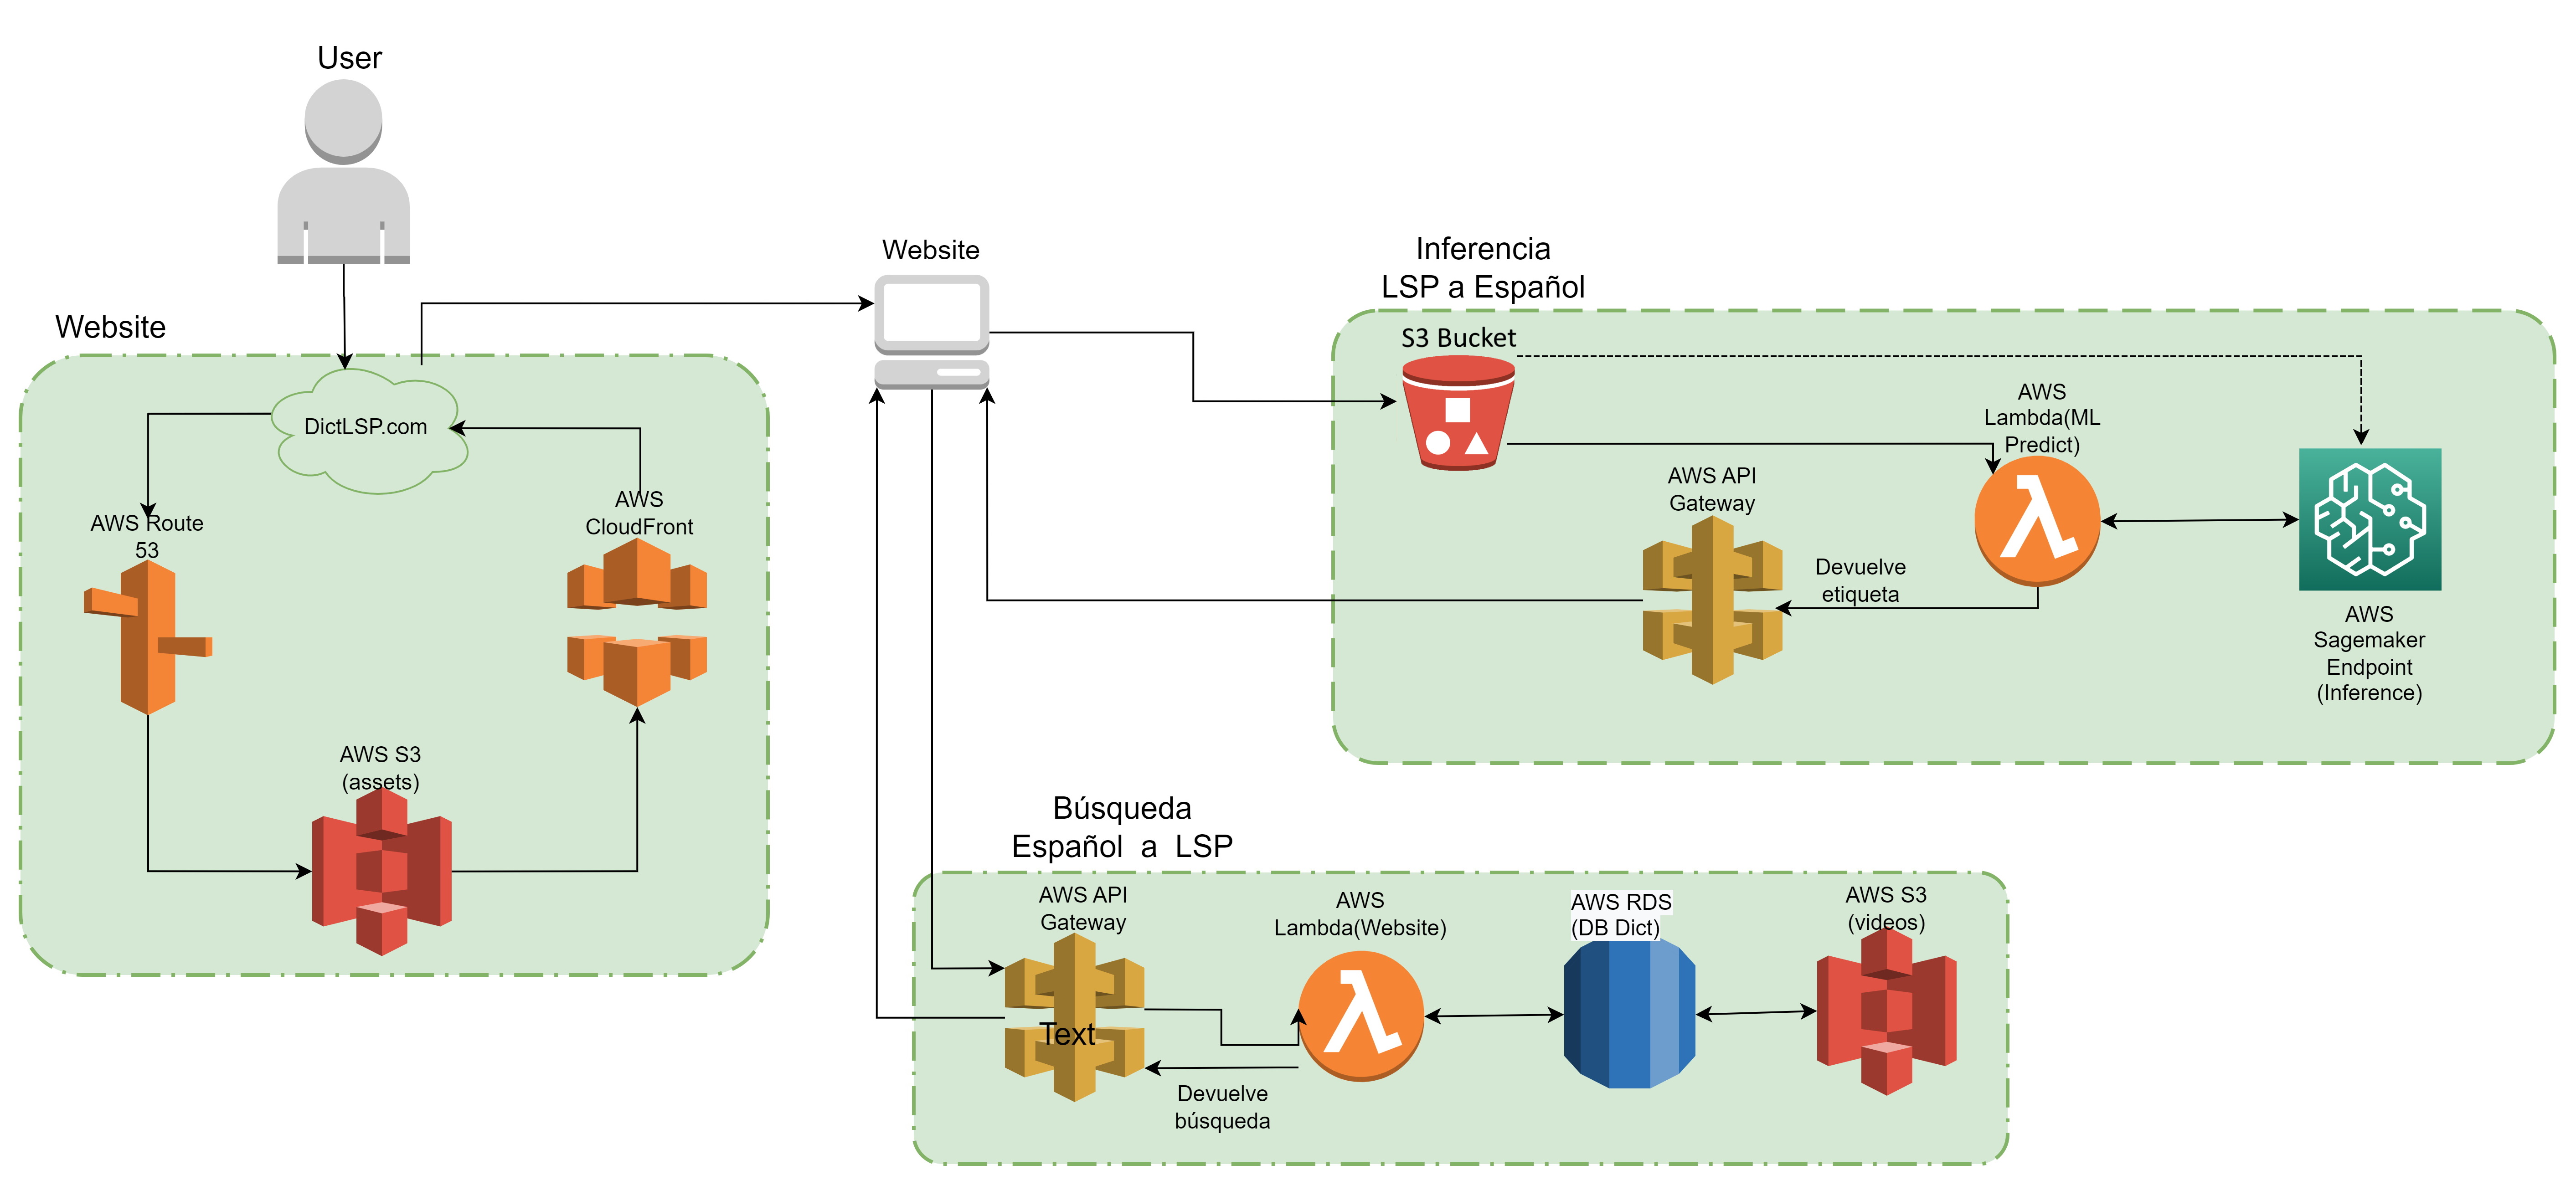 User
Website
DictLSP.com
AWS Route
53
AWS
CloudFront
AWS S3
(assets)
Website
Inferencia
LSP a Español
S3 Bucket
AWS
Lambda(ML
Predict)
AWS API
Gateway
Devuelve
etiqueta
AWS
Sagemaker
Endpoint
(Inference)
Búsqueda
Español a LSP
AWS API
Gateway
Text
AWS
Lambda(Website)
Devuelve
búsqueda
AWS RDS
(DB Dict)
AWS S3
(videos)